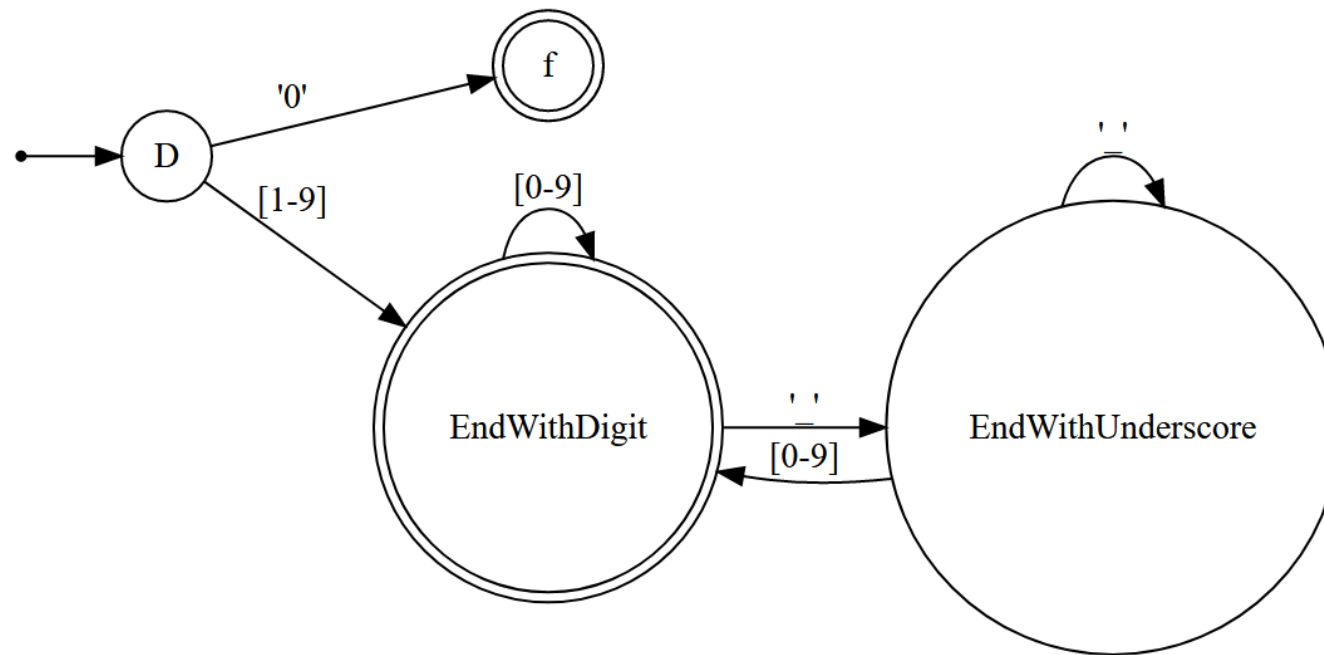 f
'0'
'_'
D
[1-9]
[0-9]
EndWithDigit
'_'
[0-9]
EndWithUnderscore